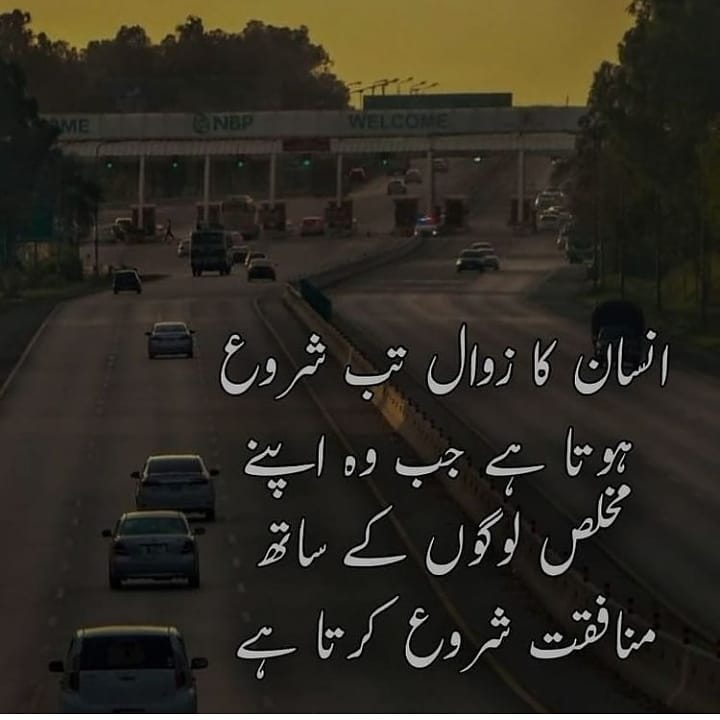 ME
NBP
WELCOME
انسان کا زوال تب شروع
ہوتا ہے جب وہ اپنے
مخلص لوگوں کے ساتھ
منافقت شروع کرتا ہے